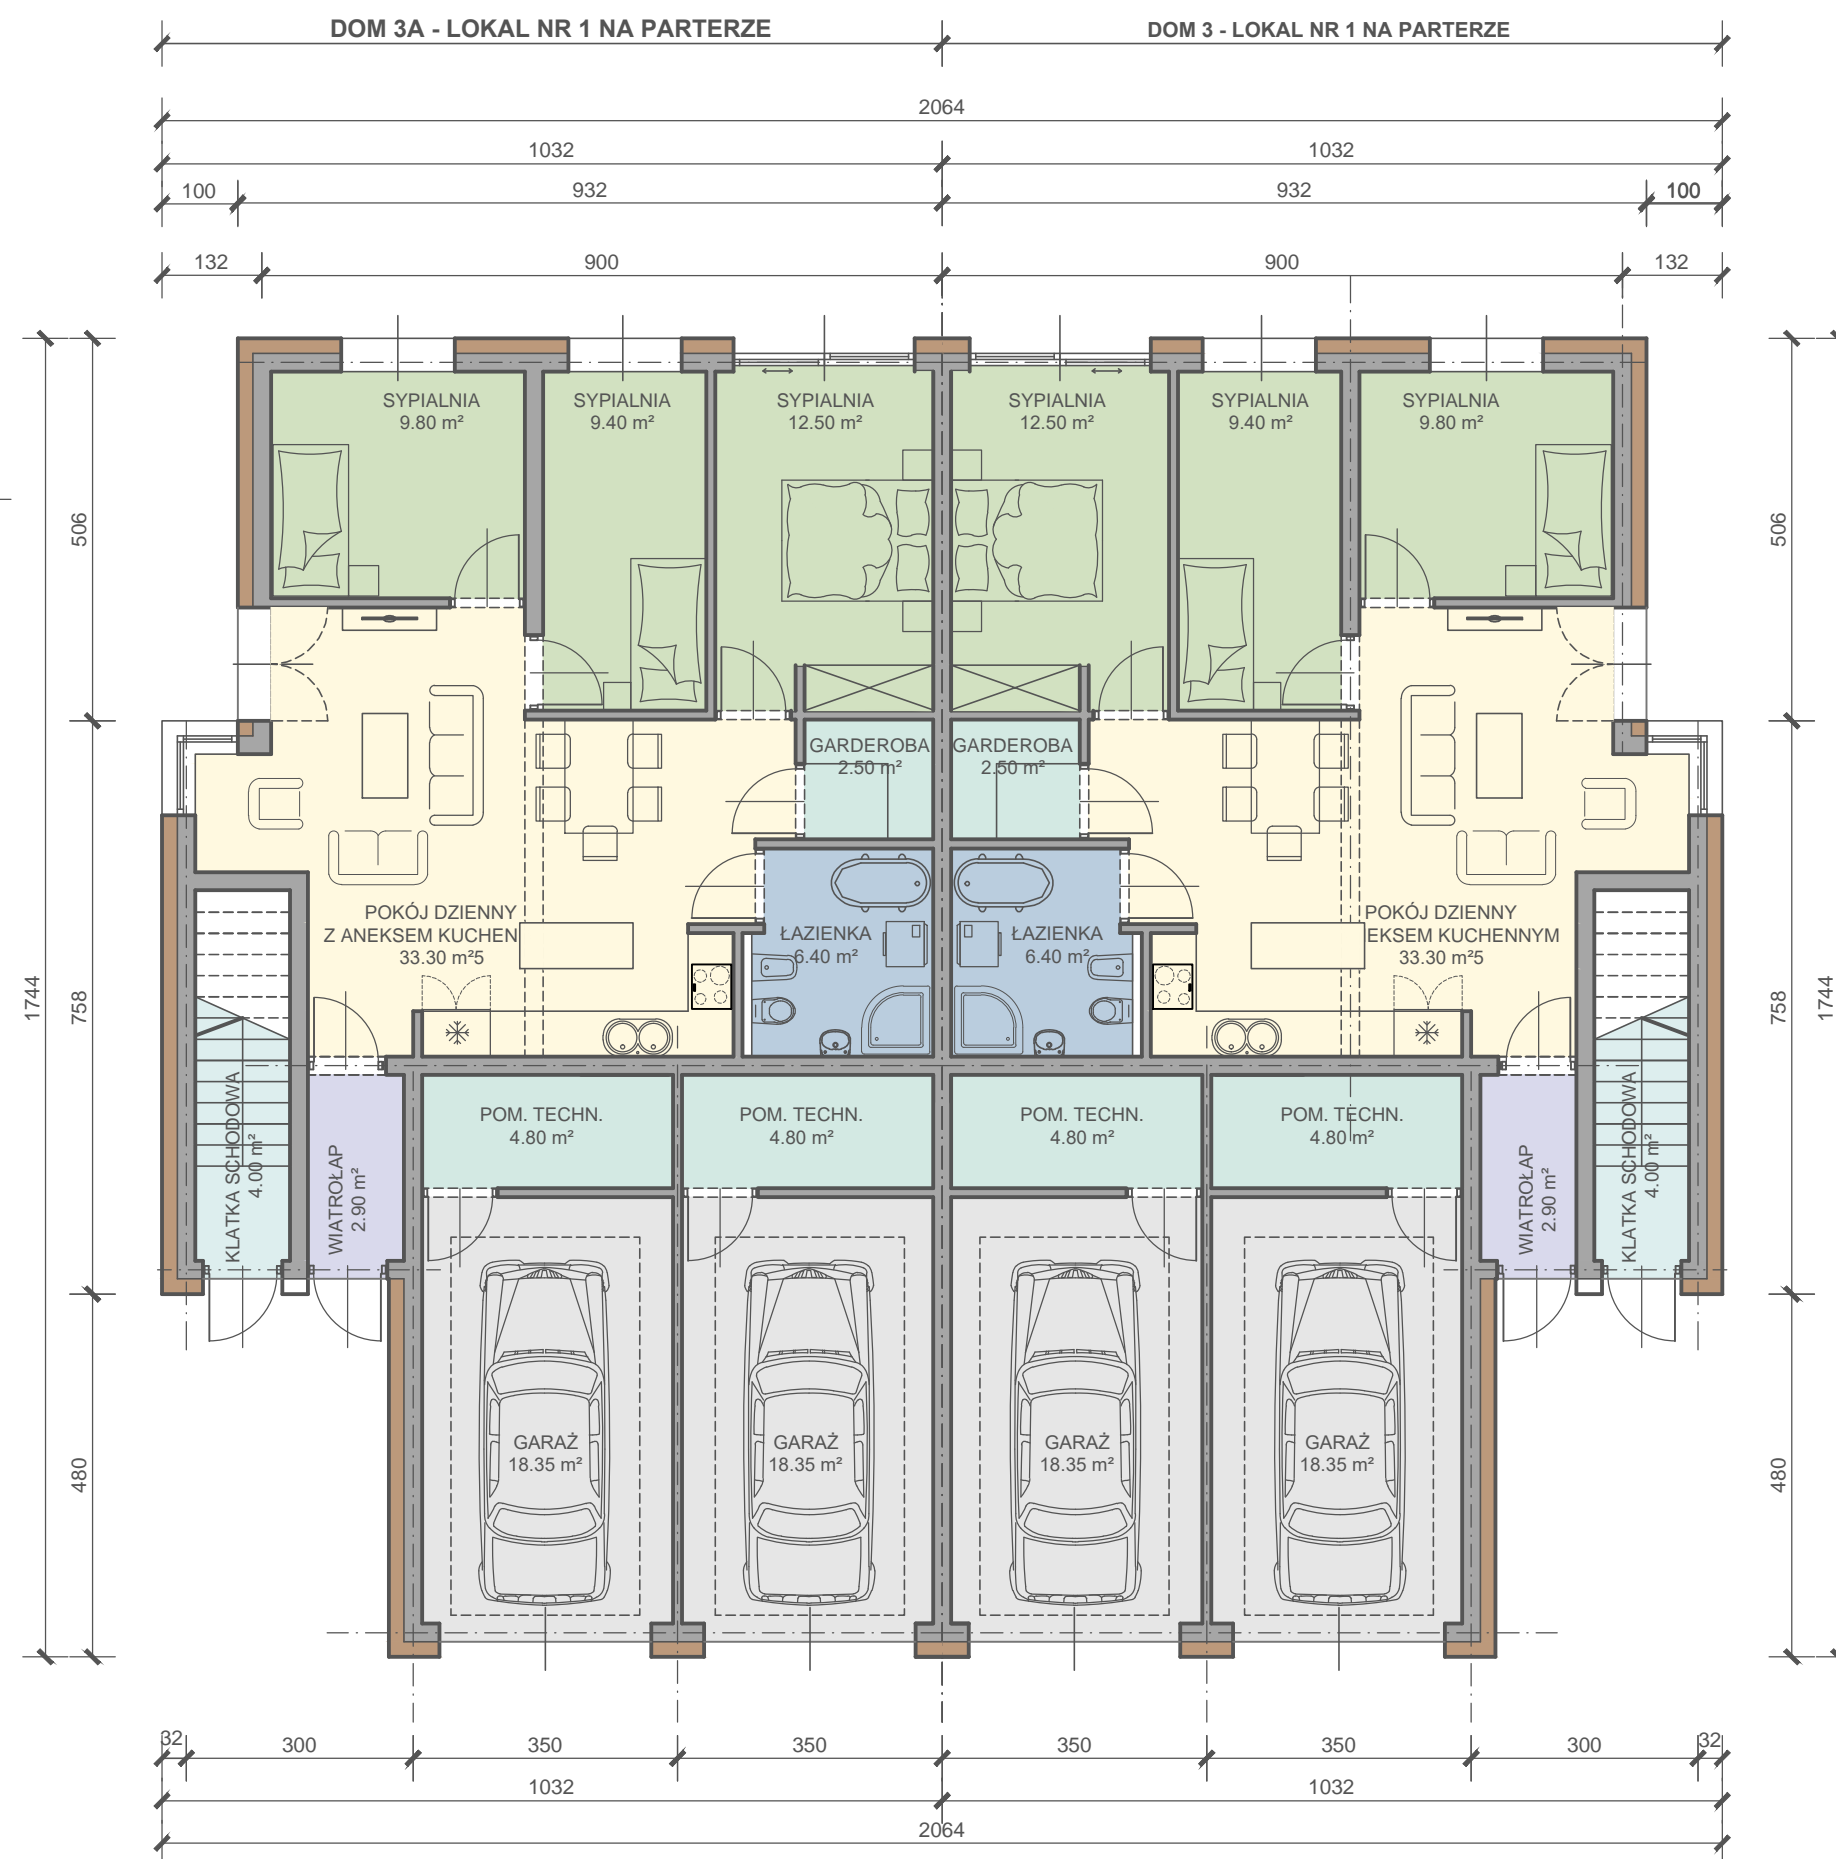 DOM 3A - LOKAL NR 1 NA PARTERZE
DOM 3 - LOKAL NR 1 NA PARTERZE
2064
1032
1032
100
932
932
100
132
900
900
132
SYPIALNIA
9.80 m²
SYPIALNIA
9.40 m²
SYPIALNIA
12.50 m²
SYPIALNIA
12.50 m²
SYPIALNIA
9.40 m²
SYPIALNIA
9.80 m²
506
506
GARDEROBA
2.50 m²
GARDEROBA
2.50 m²
POKÓJ DZIENNY
Z ANEKSEM KUCHEN
33.30 m²5
ŁAZIENKA
6.40 m²
ŁAZIENKA
6.40 m²
POKÓJ DZIENNY
EKSEM KUCHENNYM
33.30 m²5
1744
758
758
1744
KLATKA SCHODOWA
4.00 m²
WIATROŁAP
2.90 m²
POM. TECHN.
4.80 m²
POM. TECHN.
4.80 m²
POM. TECHN.
4.80 m²
POM. TECHN.
4.80 m²
WIATROŁAP
2.90 m²
KLATKA SCHODOWA
4.00 m²
480
480
GARAŻ
18.35 m²
GARAŻ
18.35 m²
GARAŻ
18.35 m²
GARAŻ
18.35 m²
32
300
350
350
350
350
300
32
1032
1032
2064